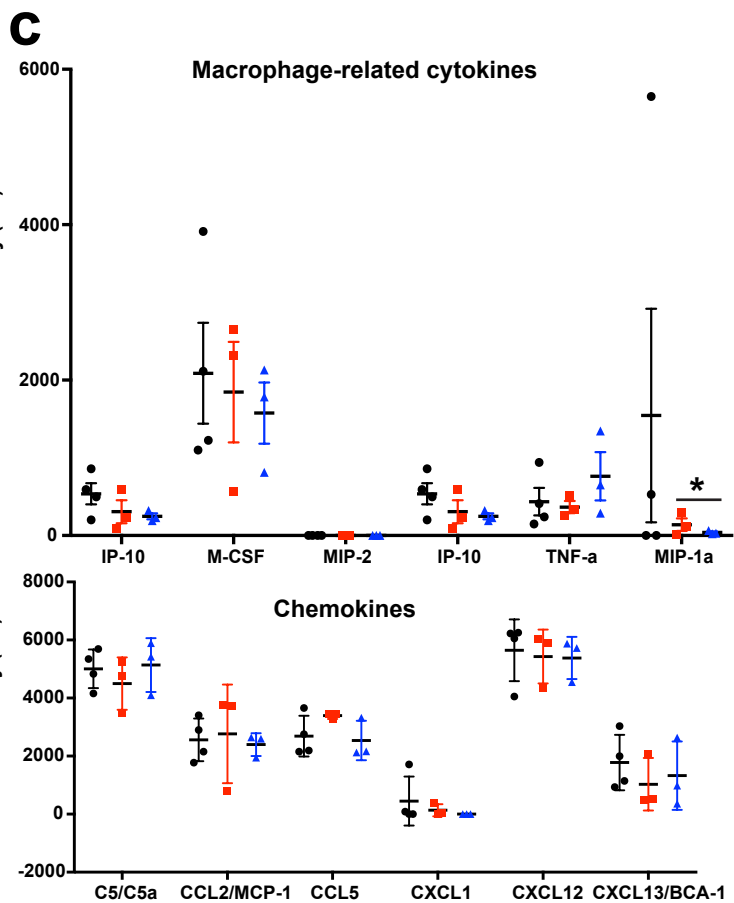 C
Macrophage-related cytokines
6000
4000
2000
0
IP-10 M-CSF MIP-2 IP-10 TNF-a MIP-1a
*
Chemokines
8000
6000
4000
2000
0
-2000
C5/C5a CCL2/MCP-1 CCL5 CXCL1 CXCL12 CXCL13/BCA-1